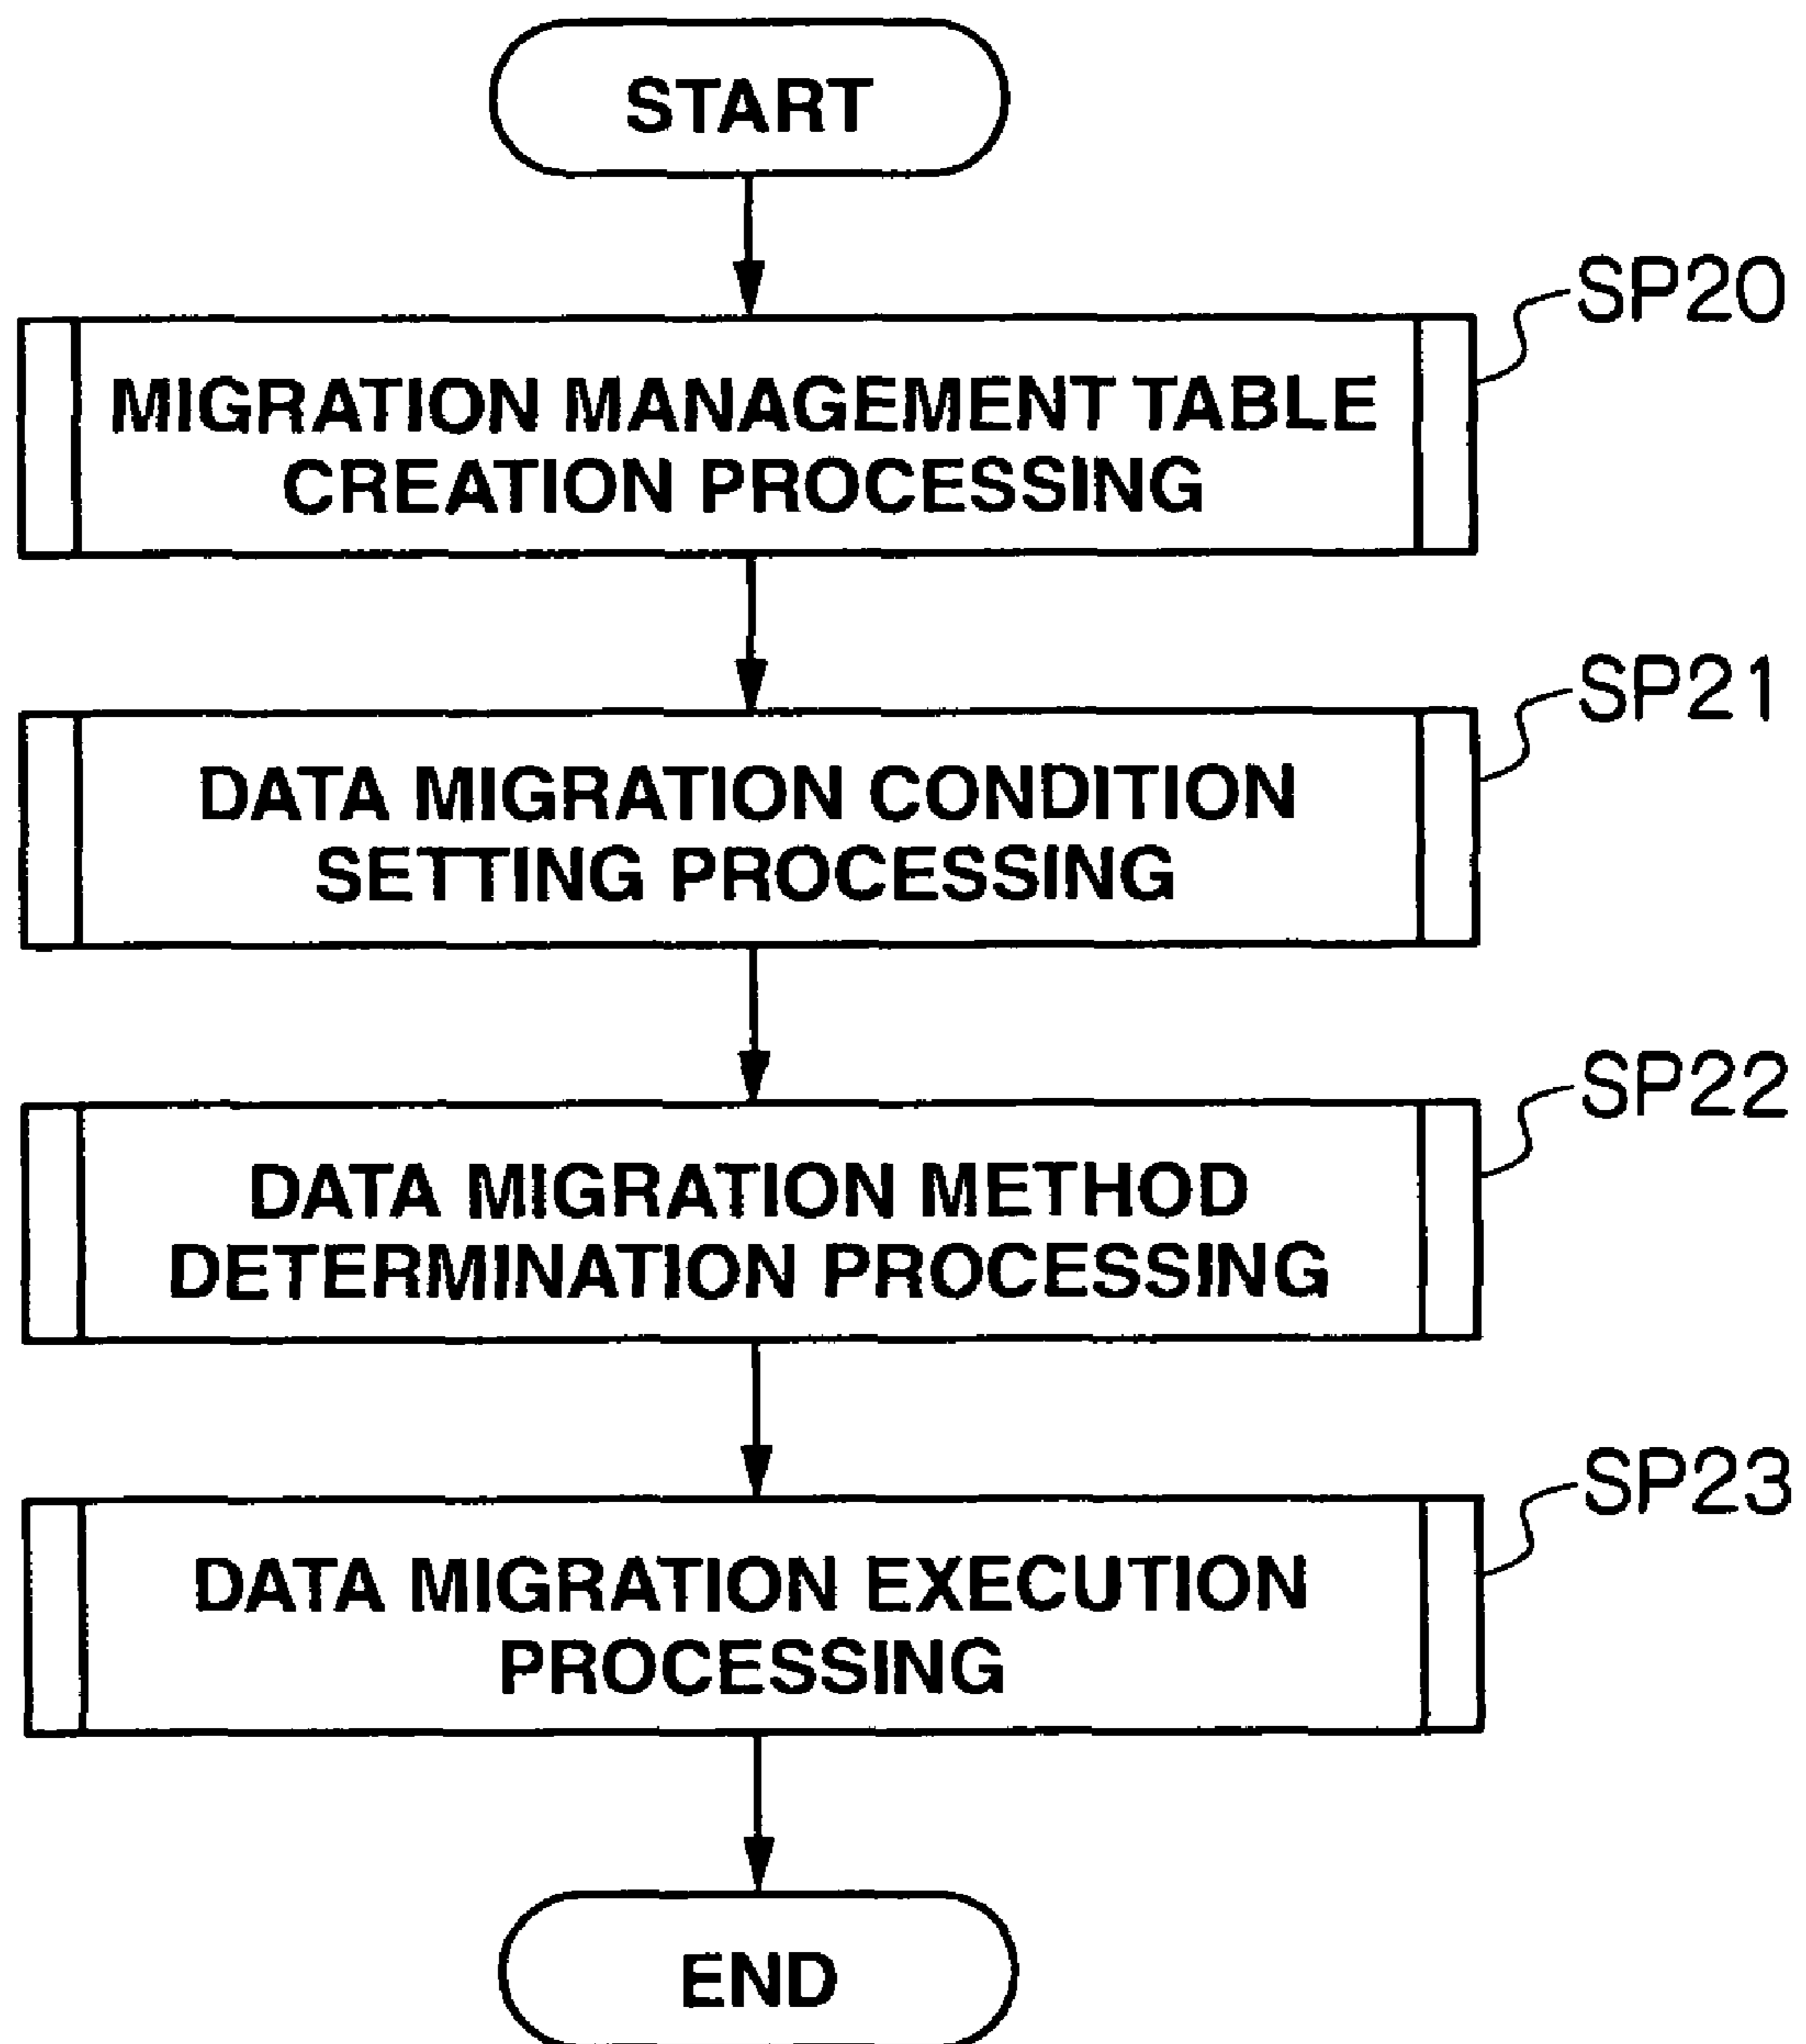 START
SP20
MIGRATION MANAGEMENT TABLE
CREATION PROCESSING
SP21
DATA MIGRATION CONDITION
SETTING PROCESSING
SP22
DATA MIGRATION METHOD
DETERMINATION PROCESSING
SP23
DATA MIGRATION EXECUTION
PROCESSING
END